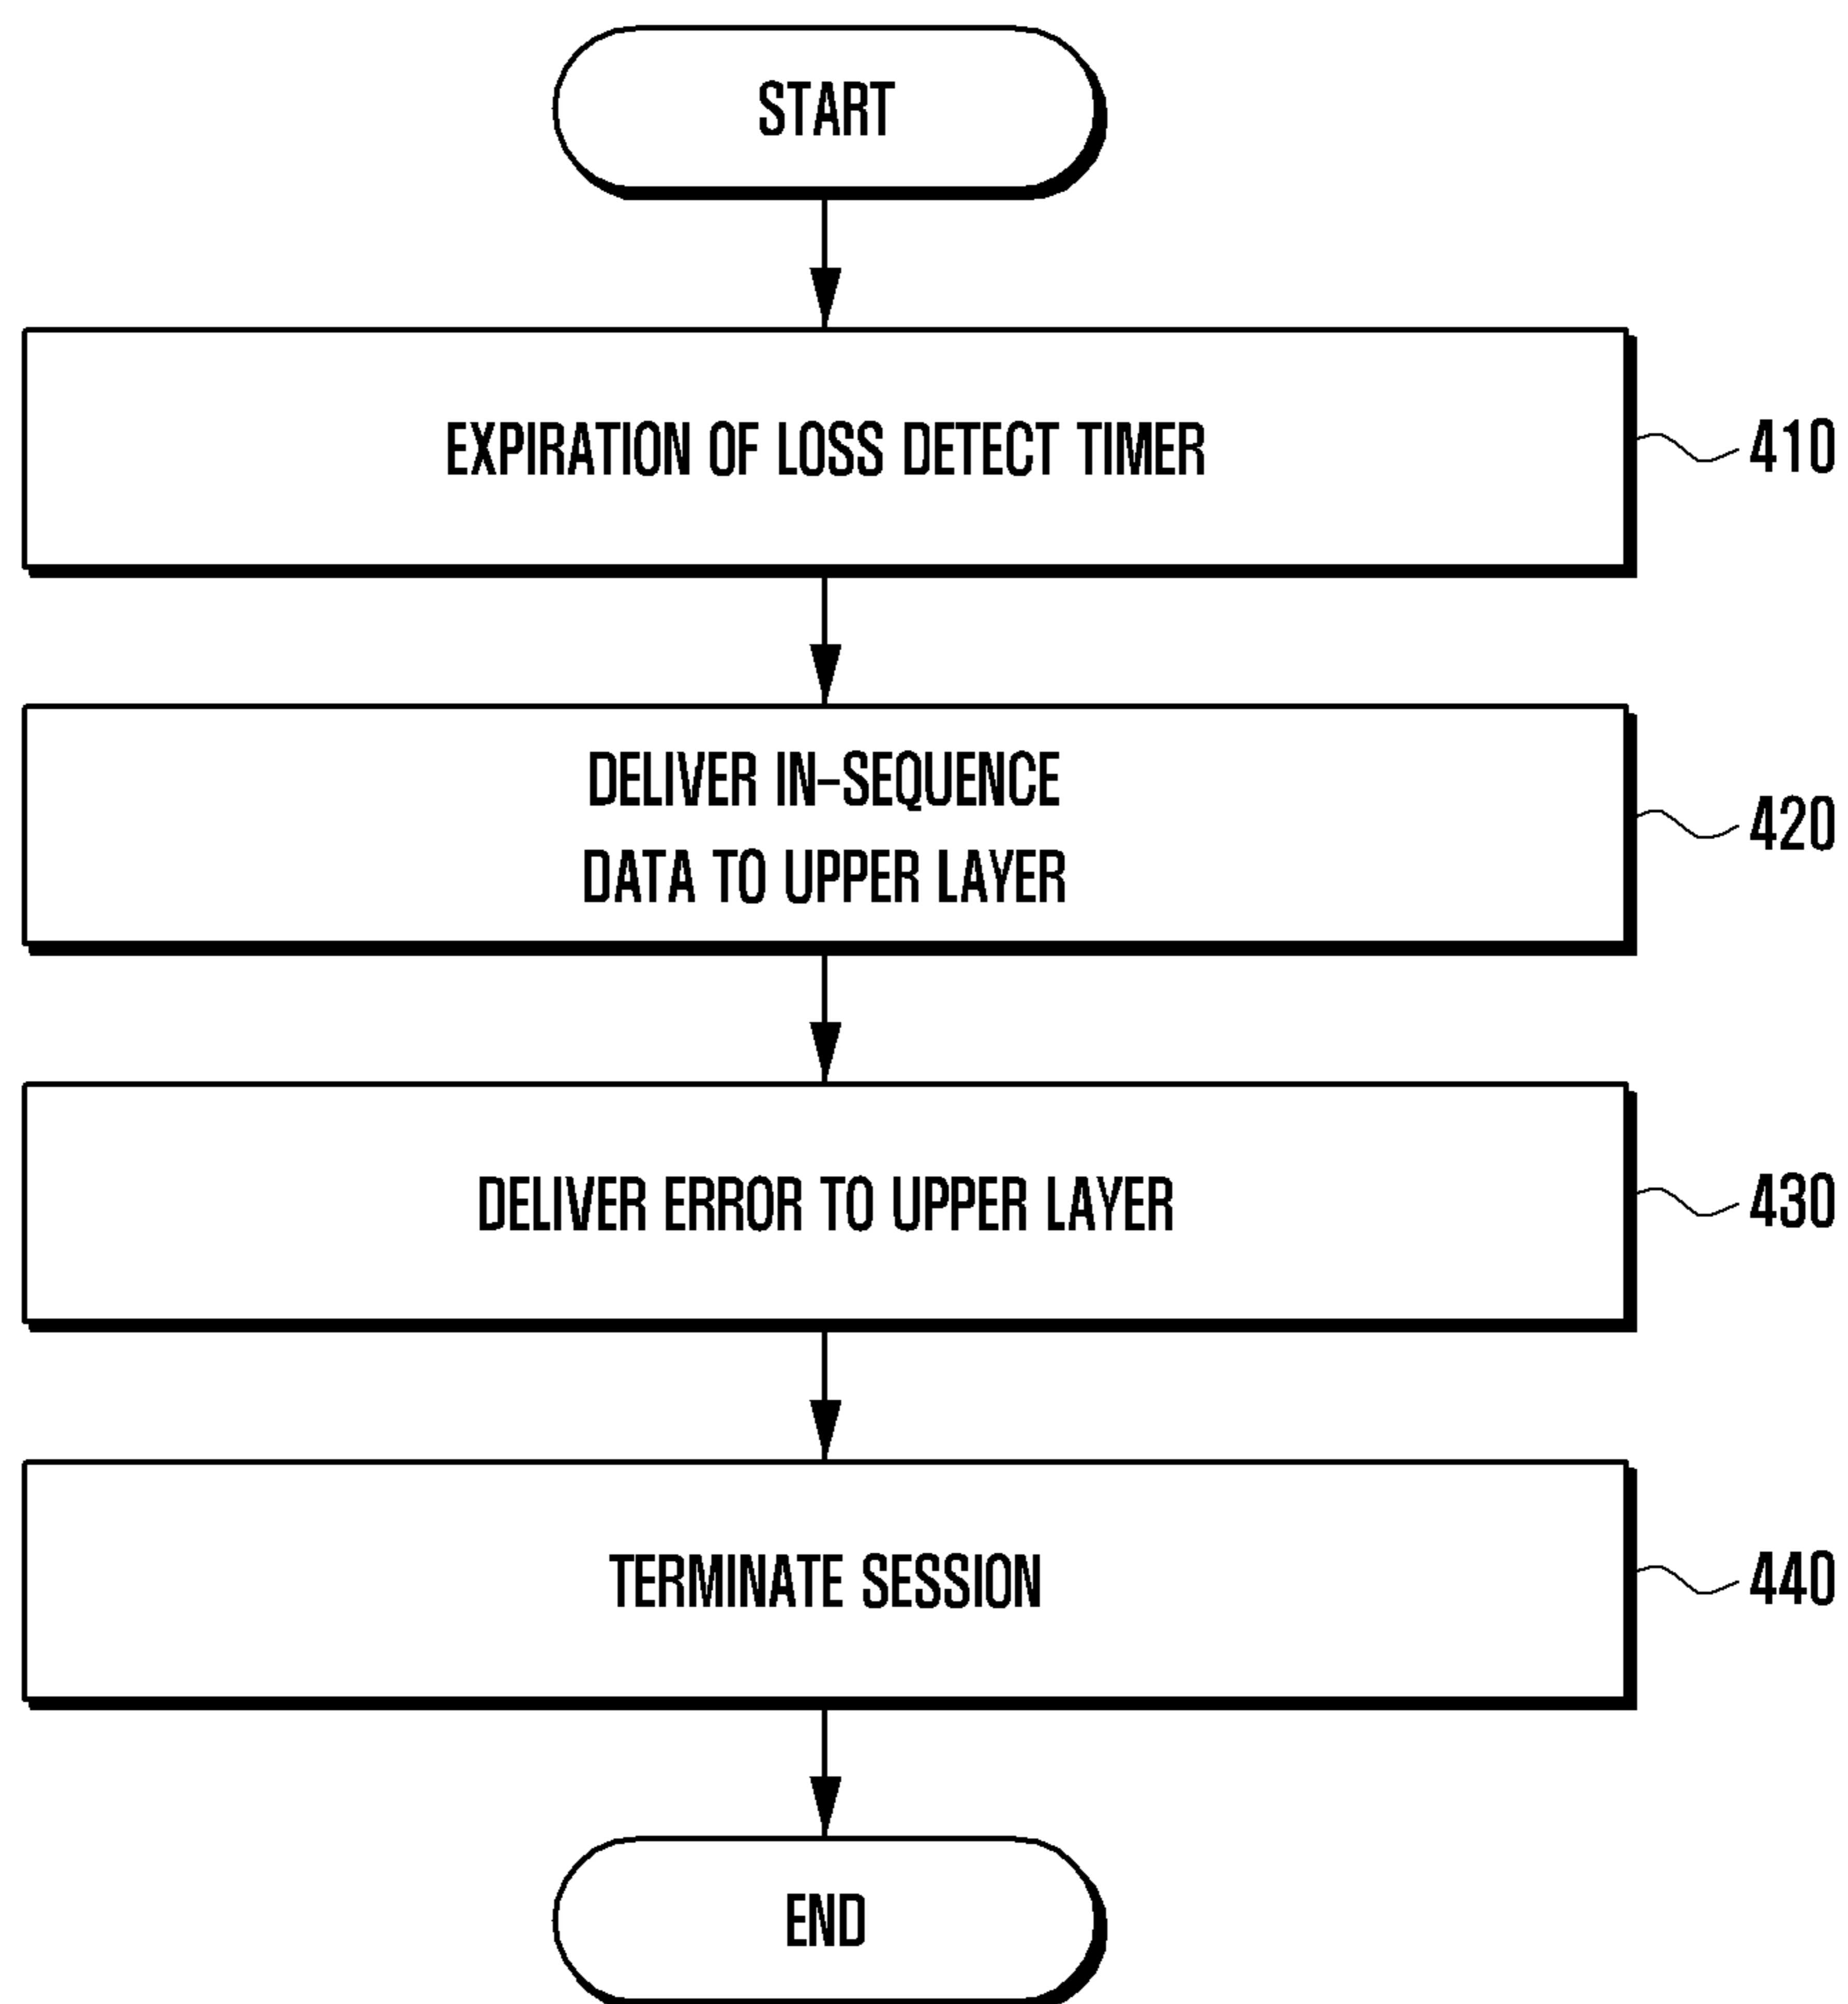 START
EXPIRATION OF LOSS DETECT TIMER
410
DELIVER IN-SEQUENCE
DATA TO UPPER LAYER
420
DELIVER ERROR TO UPPER LAYER
430
TERMINATE SESSION
440
END